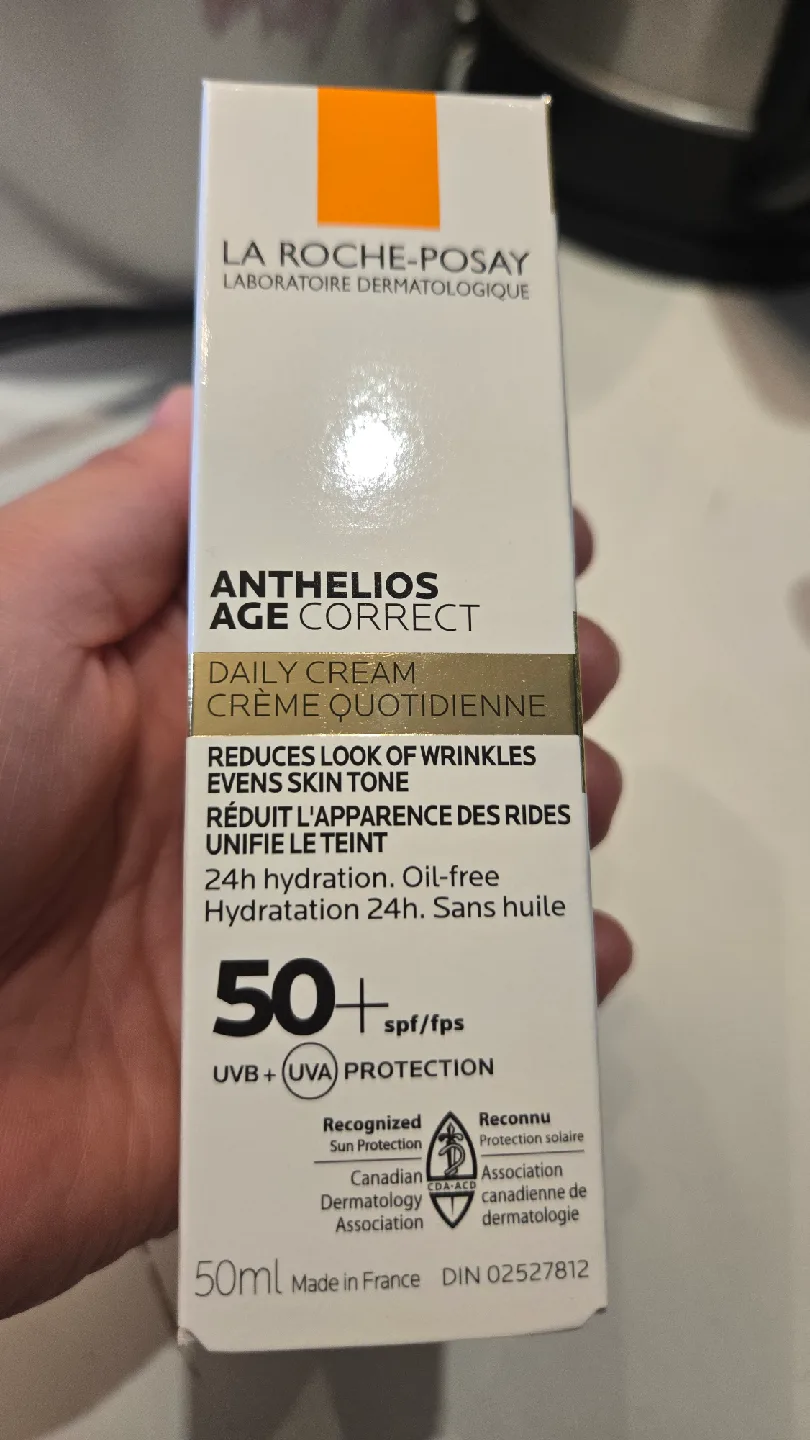 LA ROCHE-POSAY
LABORATOIRE DERMATOLOGIQUE
ANTHELIOS
AGE CORRECT
DAILY CREAM
CRÈME QUOTIDIENNE
REDUCES LOOK OF WRINKLES
EVENS SKIN TONE
RÉDUIT L'APPARENCE DES RIDES
UNIFIE LE TEINT
24h hydration. Oil-free
Hydratation 24h. Sans huile
50+ spf/fps
UVB + UVA PROTECTION
Recognized
Sun Protection
Canadian
Dermatology
Association
CDA-ACD
Reconnu
Protection solaire
Association
canadienne de
dermatologie
50ml Made in France DIN 02527812